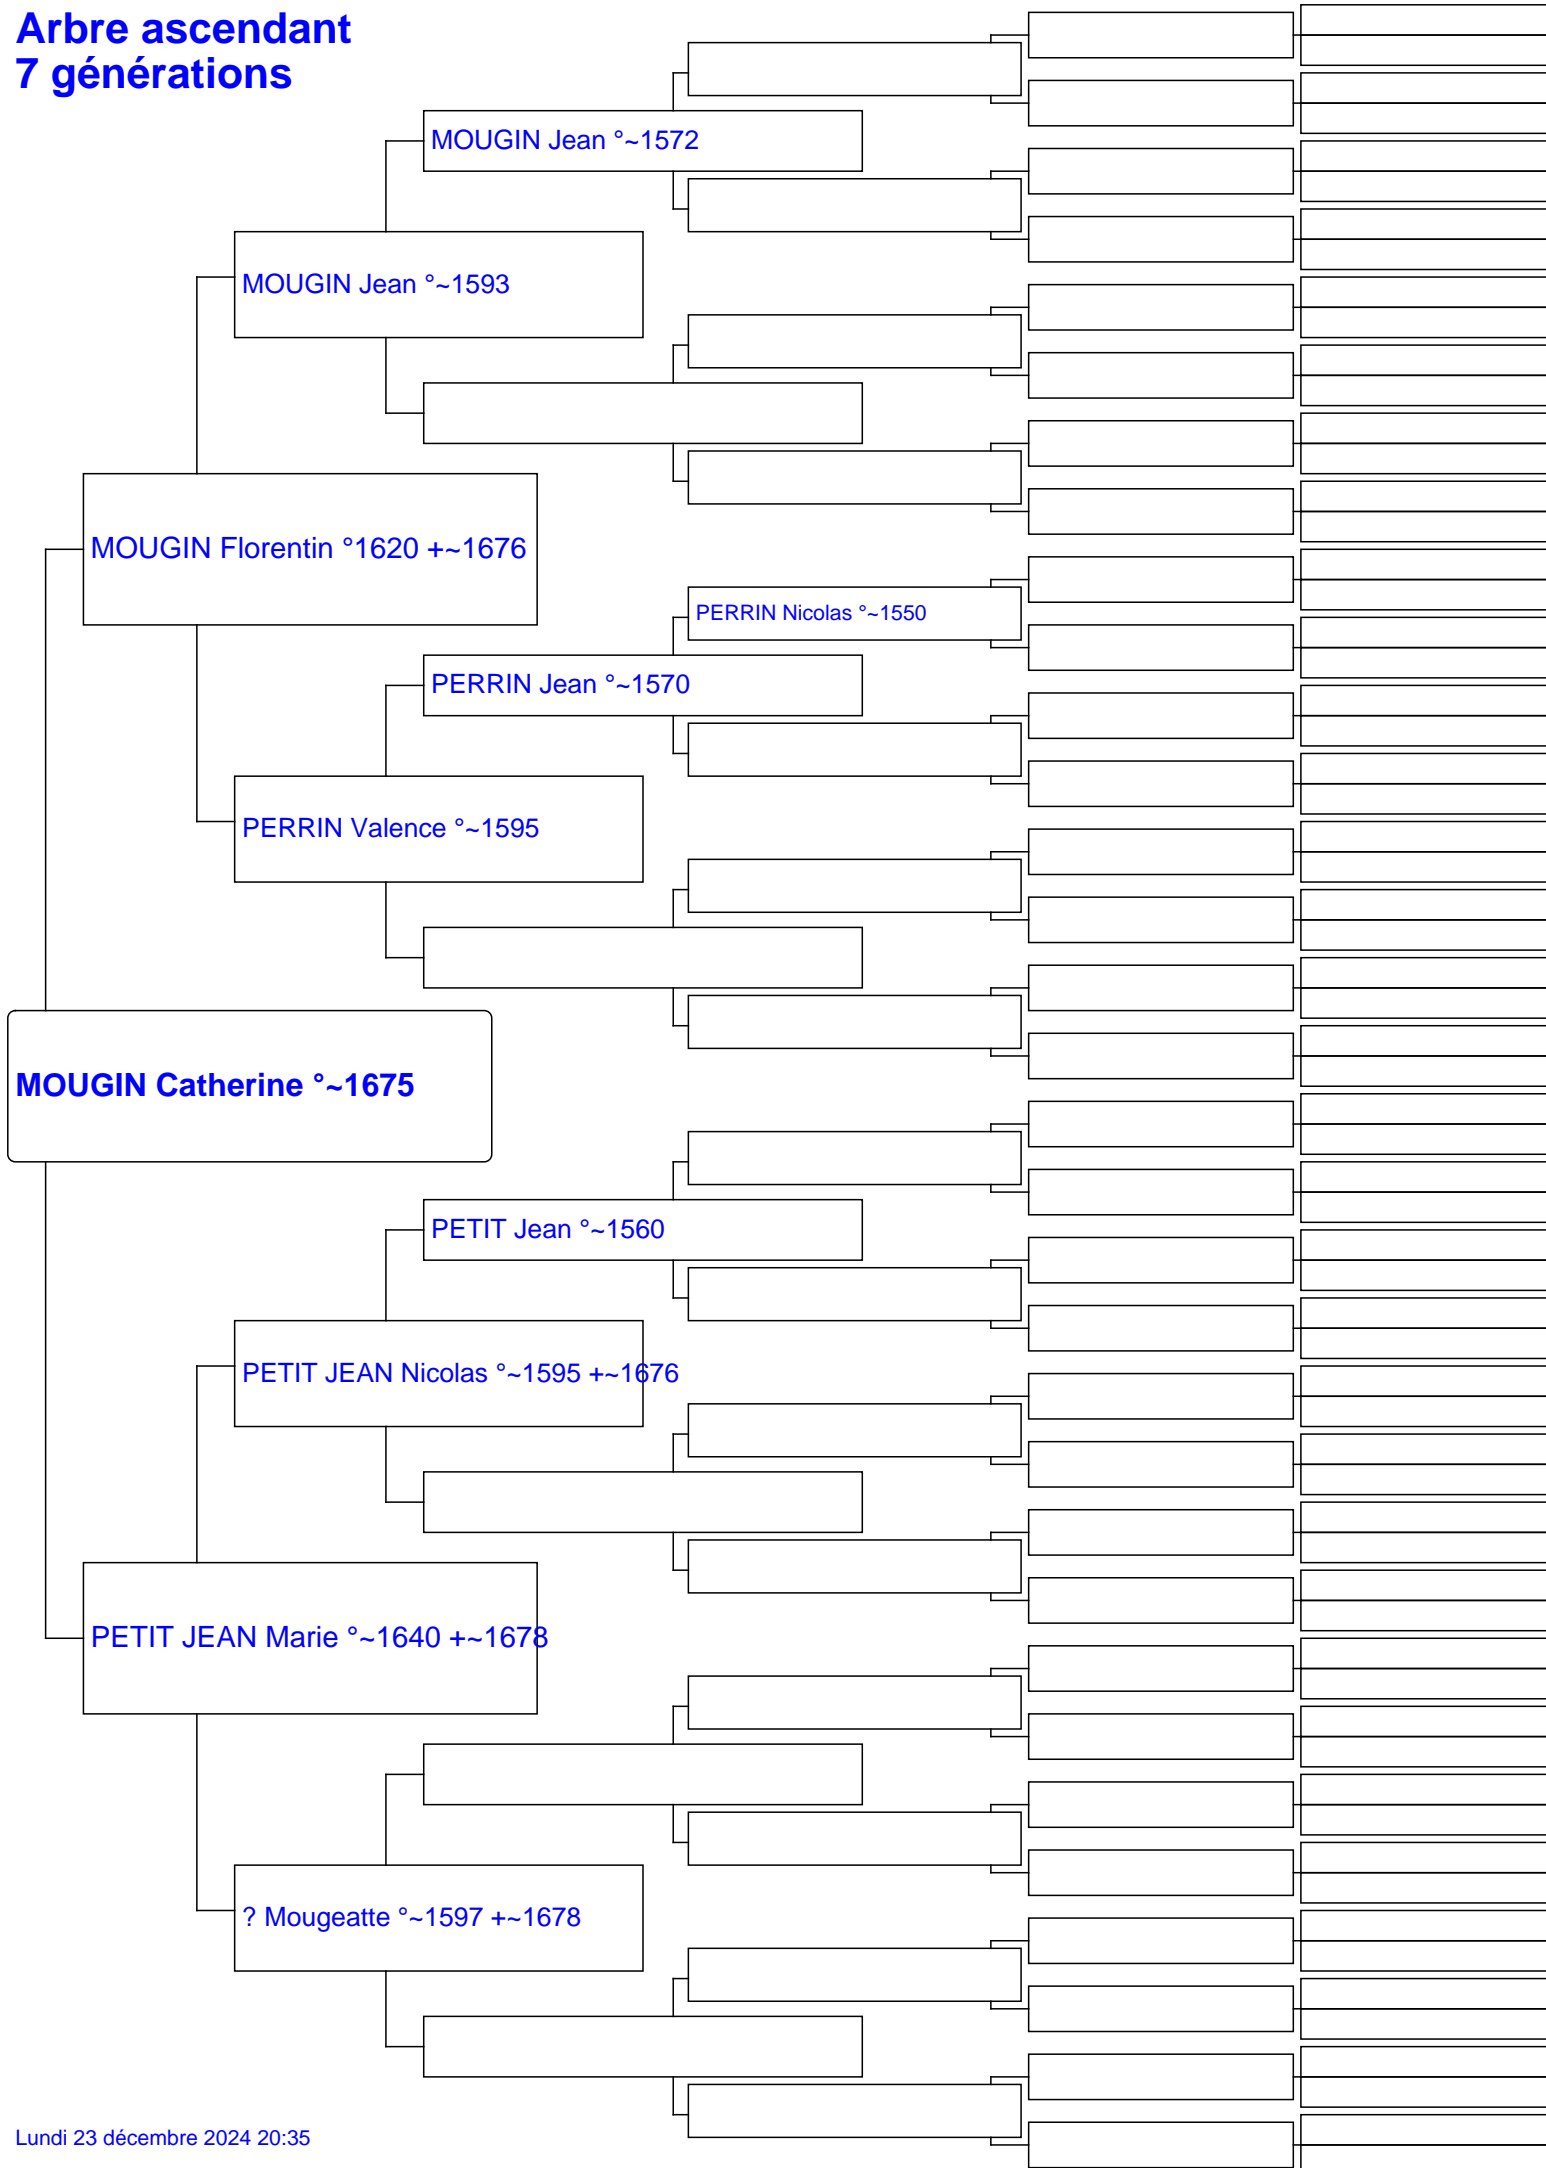 Arbre ascendant
7 générations
MOUGIN Jean °~1572
MOUGIN Jean °~1593
MOUGIN Florentin °1620 +~1676
PERRIN Nicolas °~1550
PERRIN Jean °~1570
PERRIN Valence °~1595
MOUGIN Catherine °~1675
PETIT Jean °~1560
PETIT JEAN Nicolas °~1595 +~1676
PETIT JEAN Marie °~1640 +~1678
? Mougeatte °~1597 +~1678
Lundi 23 décembre 2024 20:35